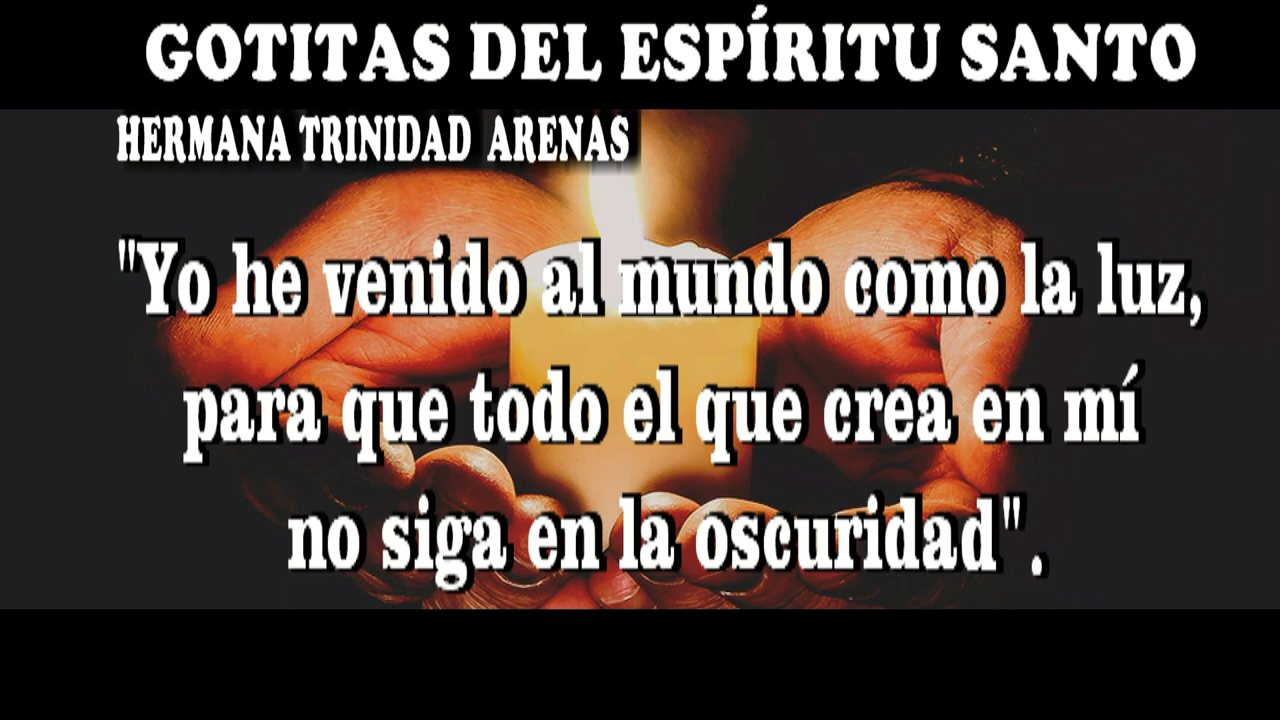 GOTITAS DEL ESPÍRITU SANTO
HERMANA TRINIDAD ARENAS
"Yo he venido al mundo como la luz,
para que todo el que crea en mí
no siga en la oscuridad".